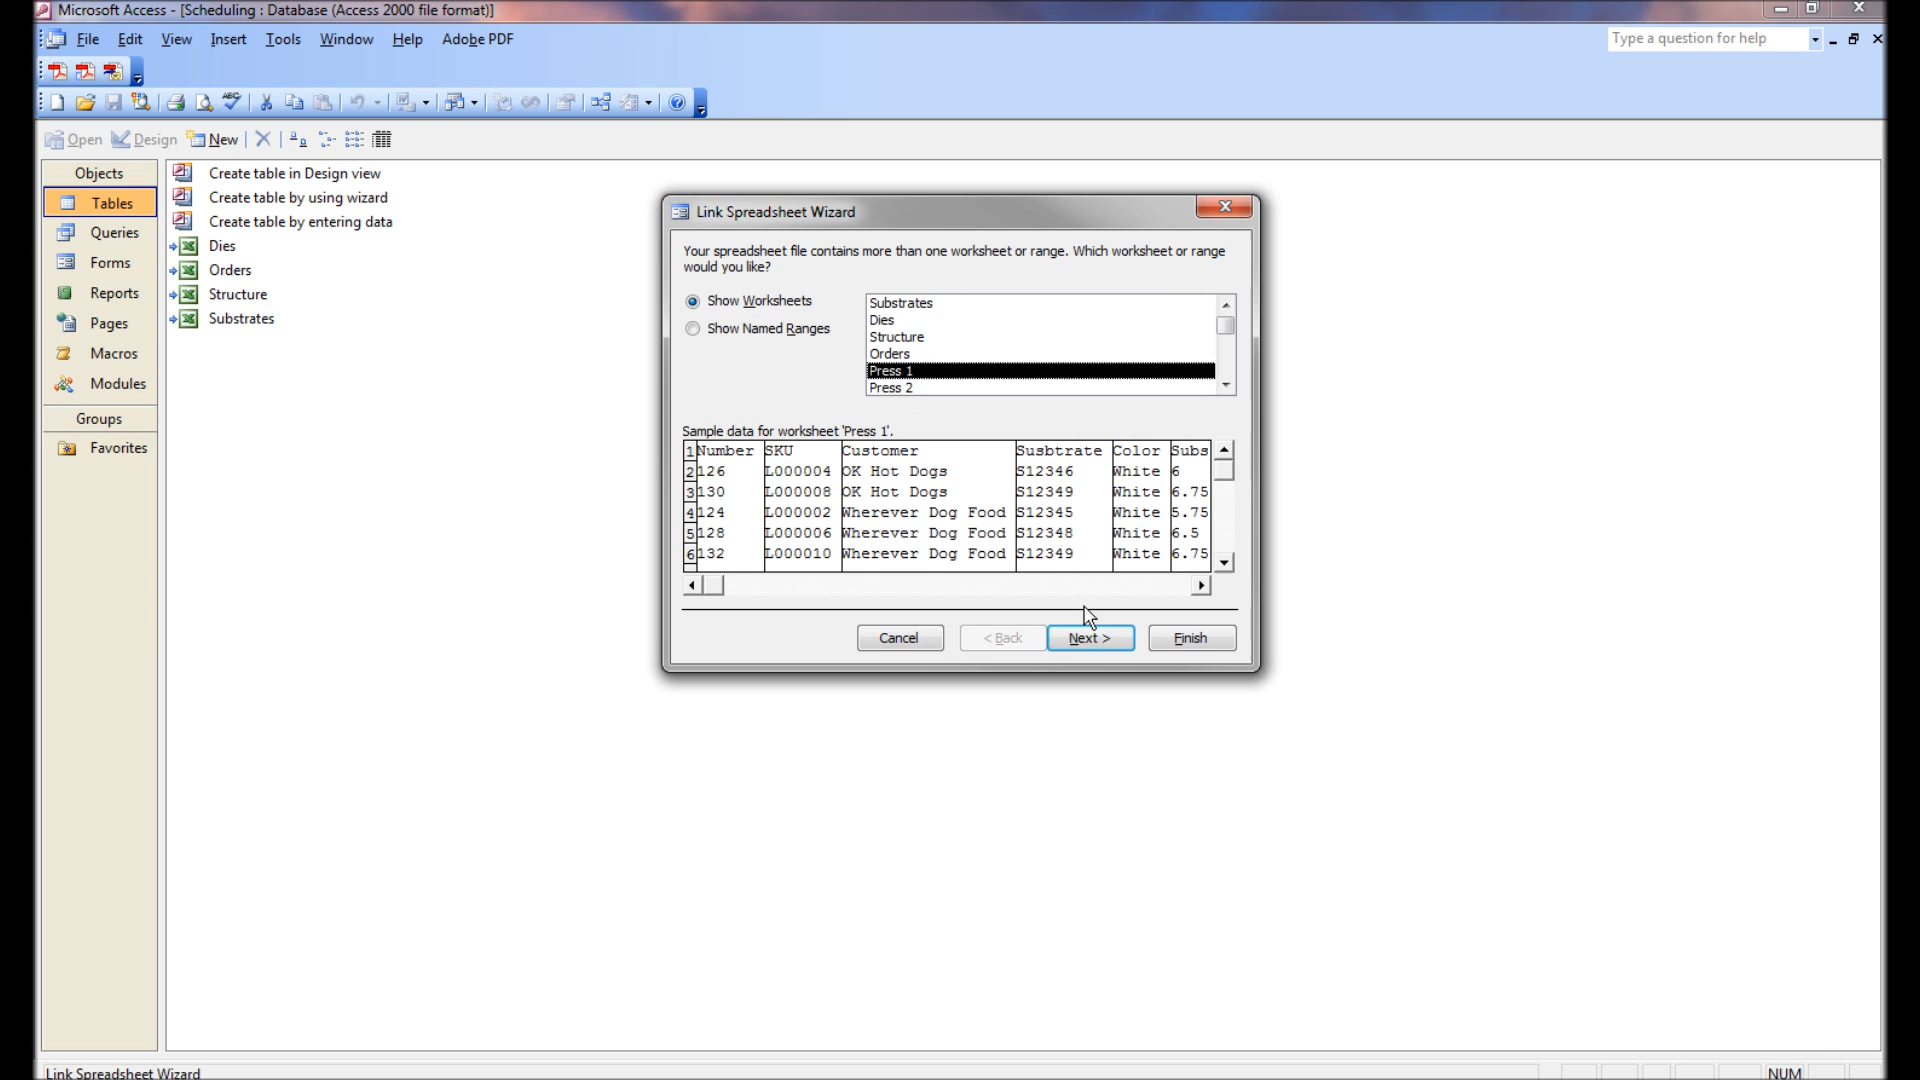 Microsoft Access - [Scheduling : Database (Access 2000 file format)]
File Edit View Insert Tools Window Help Adobe PDF
Type a question for help
Open Design New
Objects
Tables
Queries
Forms
Reports
Pages
Macros
Modules
Groups
Favorites
Create table in Design view
Create table by using wizard
Create table by entering data
Dies
Orders
Structure
Substrates
Link Spreadsheet Wizard
Your spreadsheet file contains more than one worksheet or range. Which worksheet or range
would you like?
Show Worksheets
Show Named Ranges
Substrates
Dies
Structure
Orders
Press 1
Press 2
Sample data for worksheet 'Press 1'.
1 Number SKU Customer Susbtrate Color Subs
2 126 L000004 OK Hot Dogs S12346 White 6
3 130 L000008 OK Hot Dogs S12349 White 6.75
4 124 L000002 Wherever Dog Food S12345 White 5.75
5 128 L000006 Wherever Dog Food S12348 White 6.5
6 132 L000010 Wherever Dog Food S12349 White 6.75
Cancel < Back Next > Finish
Link Spreadsheet Wizard
NUM